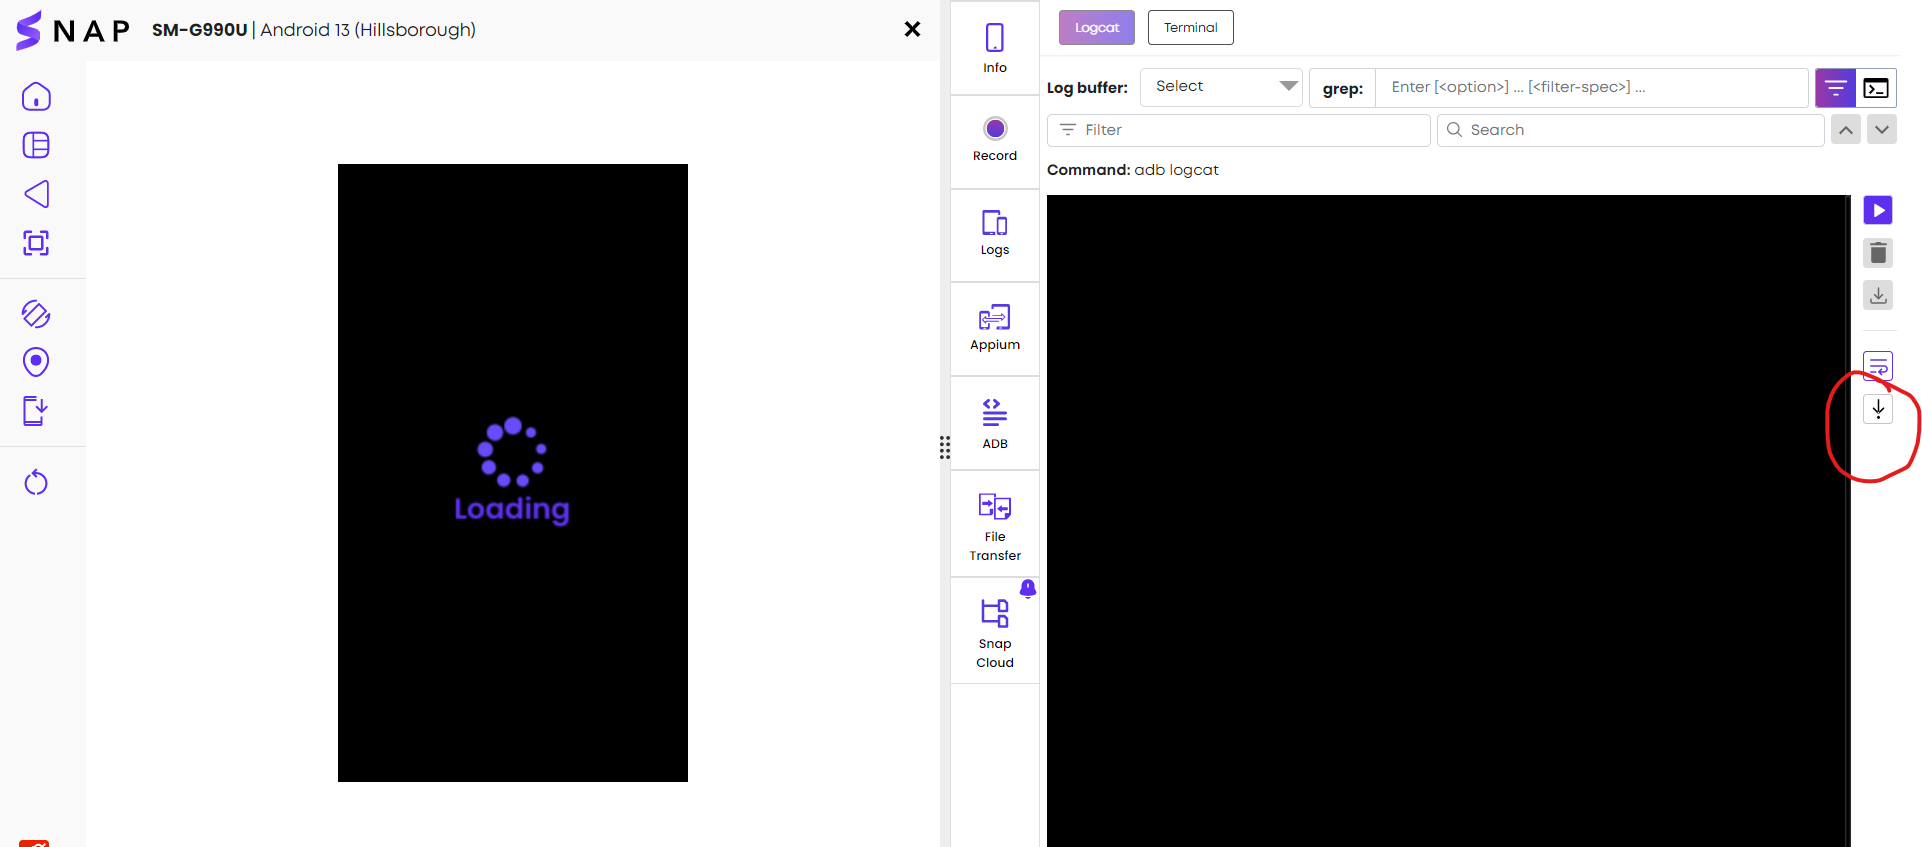 SNAP
SM-G990U | Android 13 (Hillsborough)
Loading
Info
Record
Logs
Appium
ADB
File
Transfer
Snap
Cloud
Logcat
Terminal
Log buffer:
Select
grep:
Enter [<option>] ... [<filter-spec>] ...
Filter
Search
Command: adb logcat